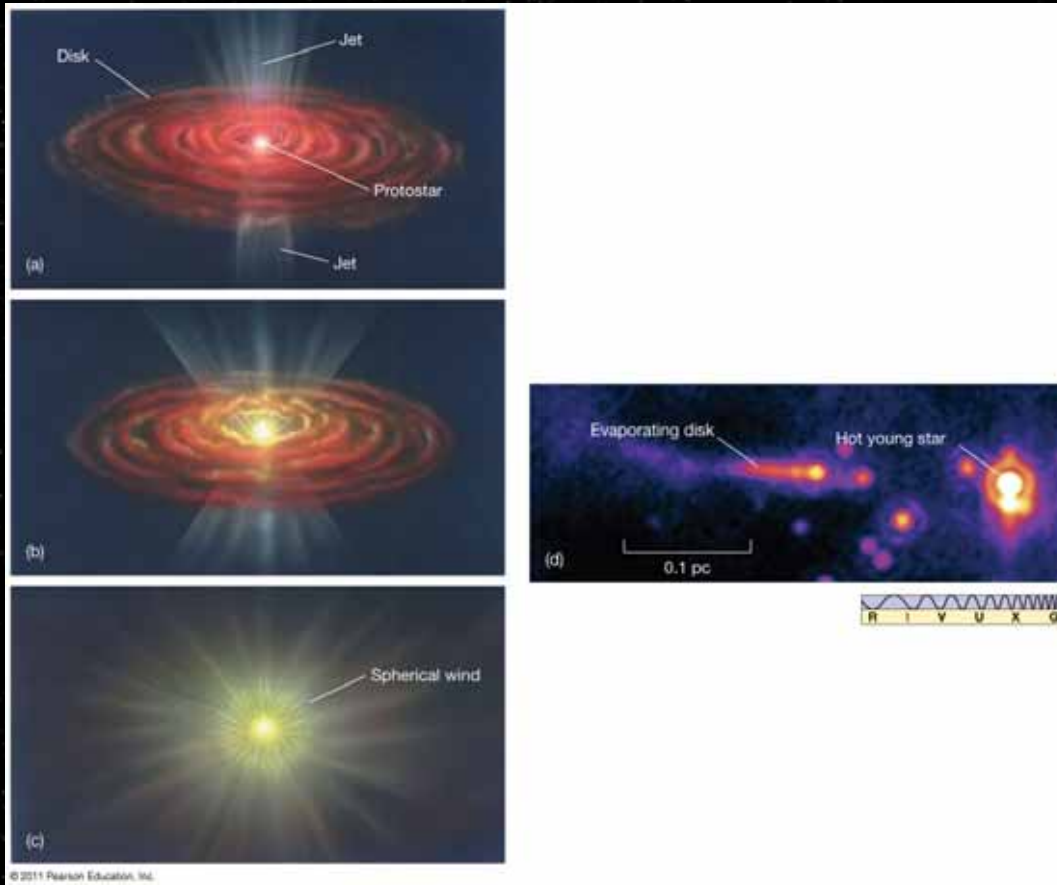 Jet
Disk
Protostar
Jet
(a)
(b)
Spherical wind
(c)
Evaporating disk
Hot young star
(d)
0.1 pc
R I V U X G
© 2011 Pearson Education, Inc.